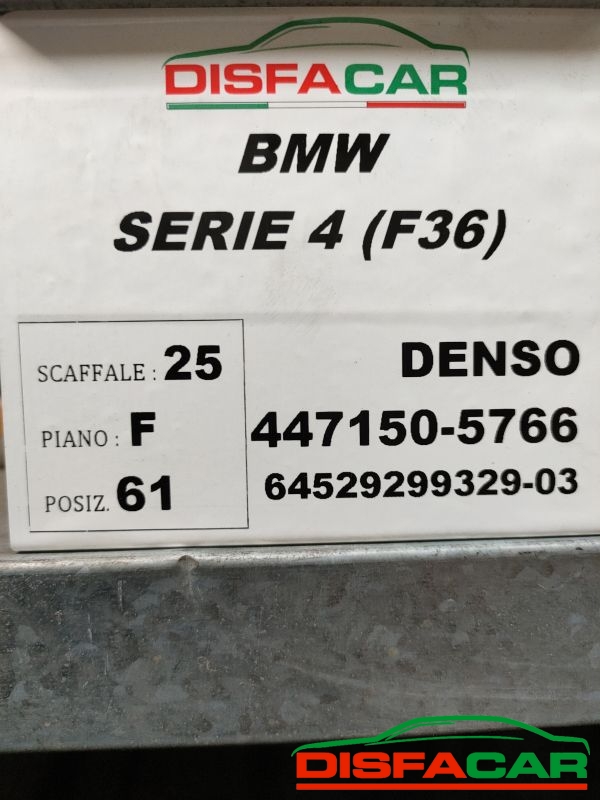 DISFACAR
BMW
SERIE 4 (F36)
SCAFFALE : 25
PIANO : F
POSIZ. 61
DENSO
447150-5766
64529299329-03
DISFACAR